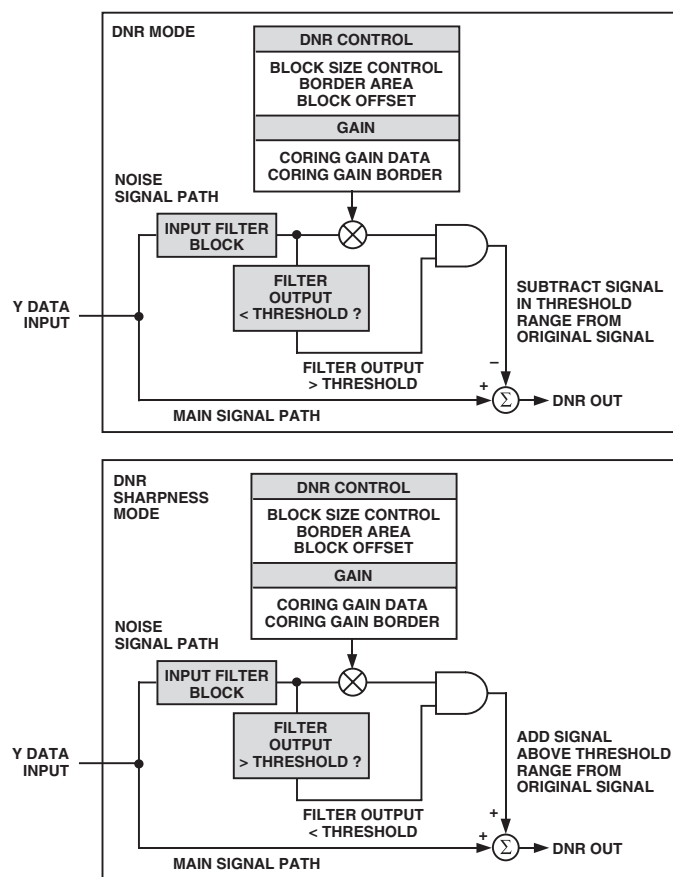 DNR MODE
DNR CONTROL
BLOCK SIZE CONTROL
BORDER AREA
BLOCK OFFSET
GAIN
CORING GAIN DATA
CORING GAIN BORDER
NOISE
SIGNAL PATH
INPUT FILTER
BLOCK
FILTER
OUTPUT
< THRESHOLD ?
Y DATA
INPUT
SUBTRACT SIGNAL
IN THRESHOLD
RANGE FROM
ORIGINAL SIGNAL
FILTER OUTPUT
> THRESHOLD
–
+
Σ
DNR OUT
MAIN SIGNAL PATH
DNR
SHARPNESS
MODE
DNR CONTROL
BLOCK SIZE CONTROL
BORDER AREA
BLOCK OFFSET
GAIN
CORING GAIN DATA
CORING GAIN BORDER
NOISE
SIGNAL PATH
INPUT FILTER
BLOCK
FILTER
OUTPUT
> THRESHOLD ?
Y DATA
INPUT
ADD SIGNAL
ABOVE THRESHOLD
RANGE FROM
ORIGINAL SIGNAL
FILTER OUTPUT
< THRESHOLD
+
+
Σ
DNR OUT
MAIN SIGNAL PATH